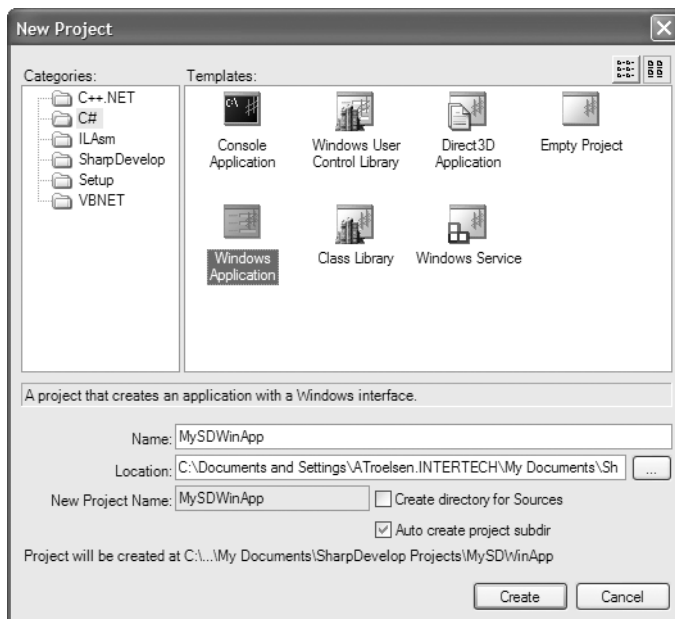 New Project
Categories:
C++.NET
C#
ILAsm
SharpDevelop
Setup
VBNET
Templates:
Console
Application
Windows User
Control Library
Direct3D
Application
Empty Project
Windows
Application
Class Library
Windows Service
A project that creates an application with a Windows interface.
Name: MySDWinApp
Location: C:\Documents and Settings\ATroelsen.INTERTECH\My Documents\Sh ...
New Project Name: MySDWinApp Create directory for Sources
Auto create project subdir
Project will be created at C:\...\My Documents\SharpDevelop Projects\MySDWinApp
Create Cancel